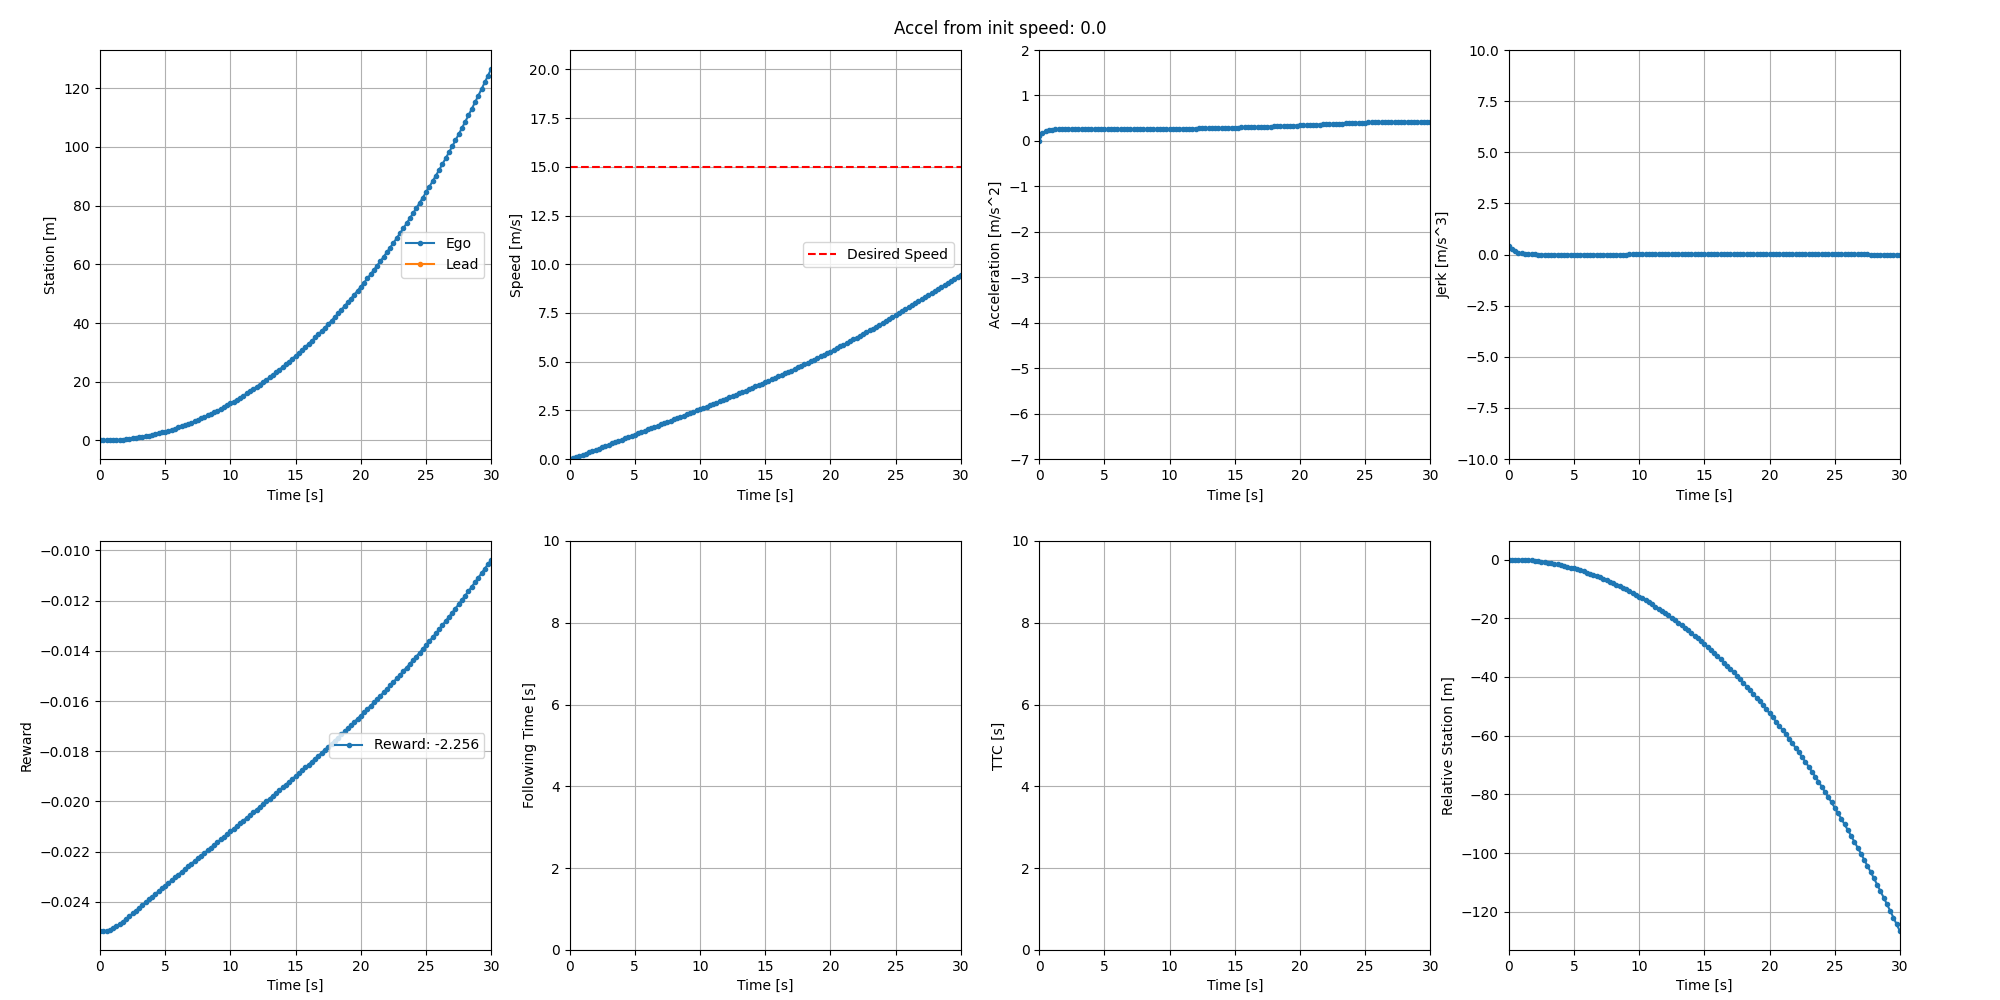 Accel from init speed: 0.0
Station [m]
120
100
80
60
40
20
0
0 5 10 15 20 25 30
Time [s]
Ego
Lead
Speed [m/s]
20.0
17.5
15.0
12.5
10.0
7.5
5.0
2.5
0.0
0 5 10 15 20 25 30
Time [s]
Desired Speed
Acceleration [m/s^2]
2
1
0
−1
−2
−3
−4
−5
−6
−7
0 5 10 15 20 25 30
Time [s]
Jerk [m/s^3]
10.0
7.5
5.0
2.5
0.0
−2.5
−5.0
−7.5
−10.0
0 5 10 15 20 25 30
Time [s]
Reward
−0.010
−0.012
−0.014
−0.016
−0.018
−0.020
−0.022
−0.024
0 5 10 15 20 25 30
Time [s]
Reward: -2.256
Following Time [s]
10
8
6
4
2
0
0 5 10 15 20 25 30
Time [s]
TTC [s]
10
8
6
4
2
0
0 5 10 15 20 25 30
Time [s]
Relative Station [m]
0
−20
−40
−60
−80
−100
−120
0 5 10 15 20 25 30
Time [s]